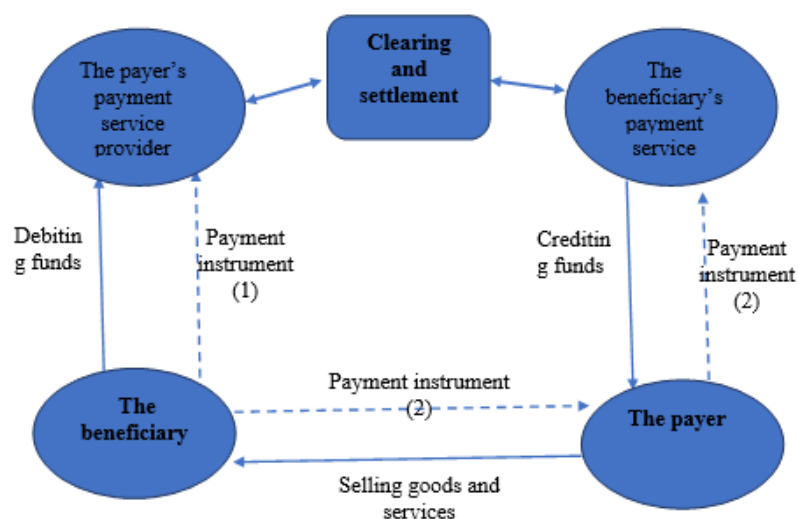 Clearing
and
settlement
The payer's
payment
service
provider
The
beneficiary's
payment
service
Debitin
g funds
Payment
instrument
(1)
Creditin
g funds
Payment
instrument
(2)
Payment instrument
(2)
The
beneficiary
The payer
Selling goods and
services